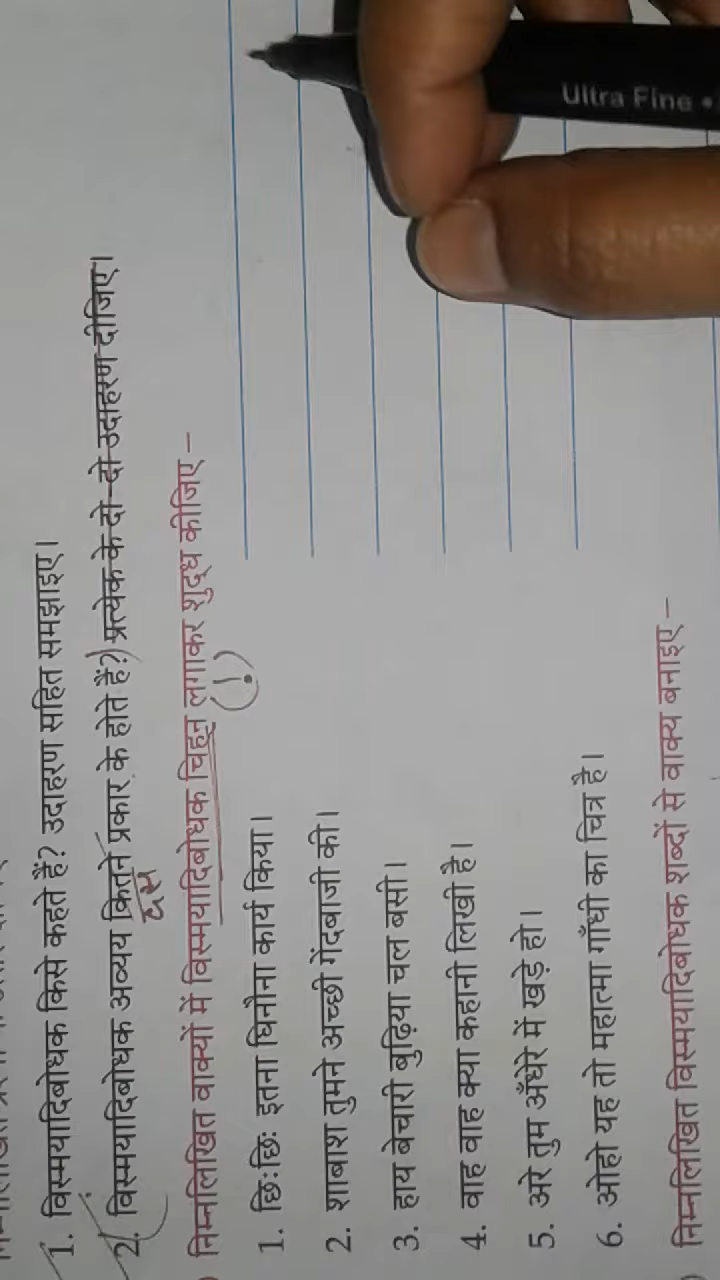 1. विस्मयादिबोधक किसे कहते हैं? उदाहरण सहित समझाइए।
2. विस्मयादिबोधक अव्यय कितने प्रकार के होते हैं? प्रत्येक के दो-दो उदाहरण दीजिए।
दस
निम्नलिखित वाक्यों में विस्मयादिबोधक चिह्न लगाकर शुद्ध कीजिए –
(!)
1. छिःछिः इतना घिनौना कार्य किया।
2. शाबाश तुमने अच्छी गेंदबाजी की।
3. हाय बेचारी बुढ़िया चल बसी।
4. वाह वाह क्या कहानी लिखी है।
5. अरे तुम अँधेरे में खड़े हो।
6. ओहो यह तो महात्मा गाँधी का चित्र है।
) निम्नलिखित विस्मयादिबोधक शब्दों से वाक्य बनाइए –
Ultra Fine •